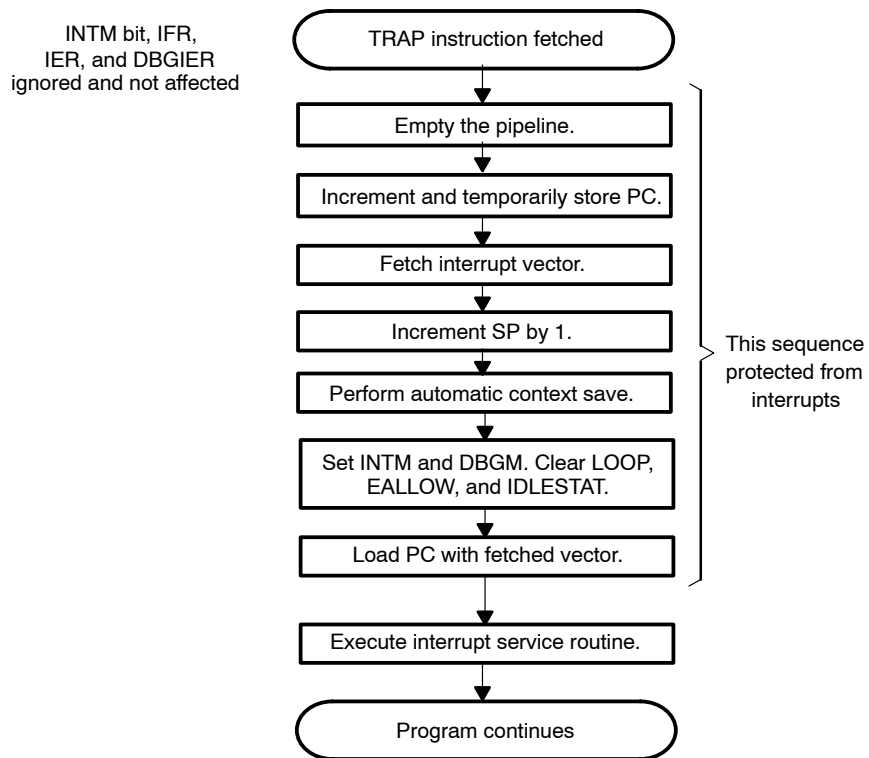 INTM bit, IFR,
IER, and DBGIER
ignored and not affected
TRAP instruction fetched
Empty the pipeline.
Increment and temporarily store PC.
Fetch interrupt vector.
Increment SP by 1.
Perform automatic context save.
Set INTM and DBGM. Clear LOOP,
EALLOW, and IDLESTAT.
Load PC with fetched vector.
This sequence
protected from
interrupts
Execute interrupt service routine.
Program continues